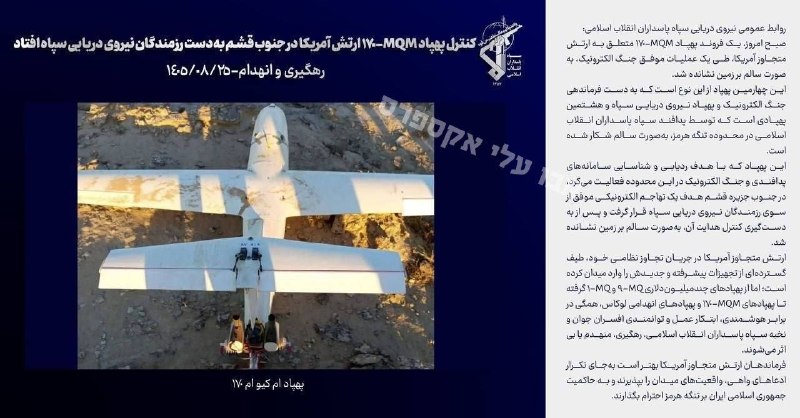 کنترل پهپاد MQM-۱۷۰ ارتش آمریکا در جنوب قشم به دست رزمندگان نیروی دریایی سپاه افتاد
رهگیری و انهدام-۱۴۰۵/۰۸/۲۵
سپاه
پاسداران
انقلاب
اسلامی
پهپاد ام کیو ام ۱۷۰
בו עלי אקספרס
روابط عمومی نیروی دریایی سپاه پاسداران انقلاب اسلامی:
صبح امروز، یک فروند پهپاد MQM-۱۷۰ متعلق به ارتش
متجاوز آمریکا، طی یک عملیات موفق جنگ الکترونیک، به
صورت سالم بر زمین نشانده شد.
این چهارمین پهپاد از این نوع است که به دست فرماندهی
جنگ الکترونیک و پهپاد نیروی دریایی سپاه و هشتمین
پهپادی است که توسط پدافند سپاه پاسداران انقلاب
اسلامی در محدوده تنگه هرمز، به‌صورت سالم شکار شده
است.
این پهپاد که با هدف ردیابی و شناسایی سامانه‌های
پدافندی و جنگ الکترونیک در این محدوده فعالیت می‌کرد،
در جنوب جزیره قشم هدف یک تهاجم الکترونیکی موفق از
سوی رزمندگان نیروی دریایی سپاه قرار گرفت و پس از به
دست‌گیری کنترل هدایت آن، به‌صورت سالم بر زمین نشانده
شد.
ارتش متجاوز آمریکا در جریان تجاوز نظامی خود، طیف
گسترده‌ای از تجهیزات پیشرفته و جدیدش را وارد میدان کرده
است؛ اما از پهپادهای چندمیلیون‌دلاری MQ-۹ و MQ-۱ گرفته
تا پهپادهای MQM-۱۷۰ و پهپادهای انهدامی لوکاس، همگی در
برابر هوشمندی، ابتکار عمل و توانمندی افسران جوان و
نخبه سپاه پاسداران انقلاب اسلامی، رهگیری، منهدم یا بی
اثر می‌شوند.
فرماندهان ارتش متجاوز آمریکا بهتر است به‌جای تکرار
ادعاهای واهی، واقعیت‌های میدان را بپذیرند و به حاکمیت
جمهوری اسلامی ایران بر تنگه هرمز احترام بگذارند.